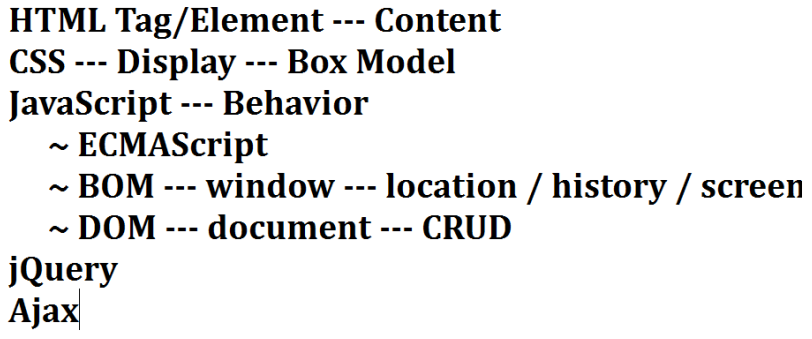 HTML Tag/Element --- Content
CSS --- Display --- Box Model
JavaScript --- Behavior
~ ECMAScript
~ BOM --- window --- location / history / screen
~ DOM --- document --- CRUD
jQuery
Ajax